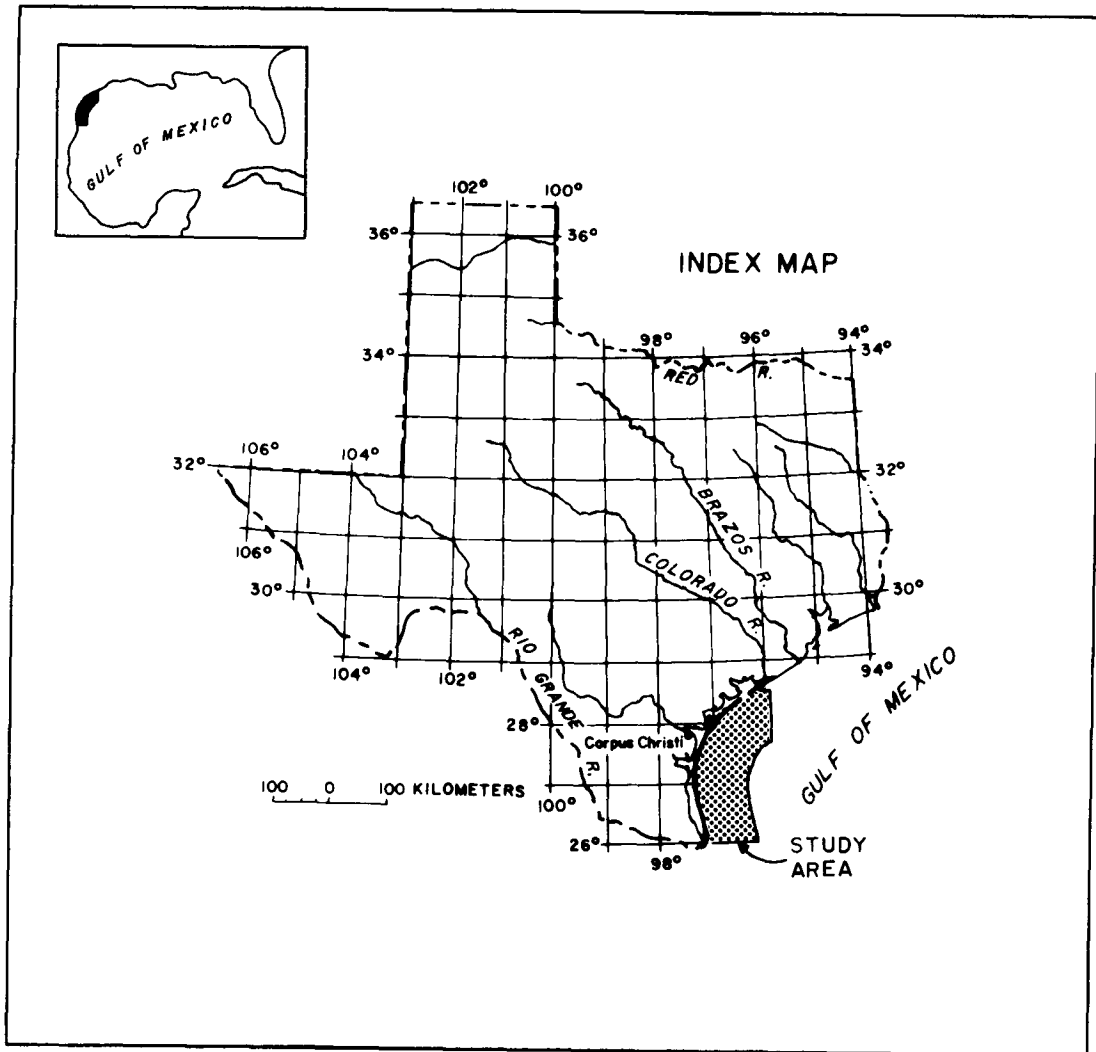 GULF OF MEXICO
102° 100°
36° 36°
INDEX MAP
98° 96° 94°
34° 34°
RED R.
106° 104°
32° 32°
BRAZOS R.
COLORADO R.
106°
30° 30°
RIO GRANDE R.
104° 102° 94°
GULF OF MEXICO
28°
Corpus Christi
100 0 100 KILOMETERS
100°
26°
98°
STUDY AREA